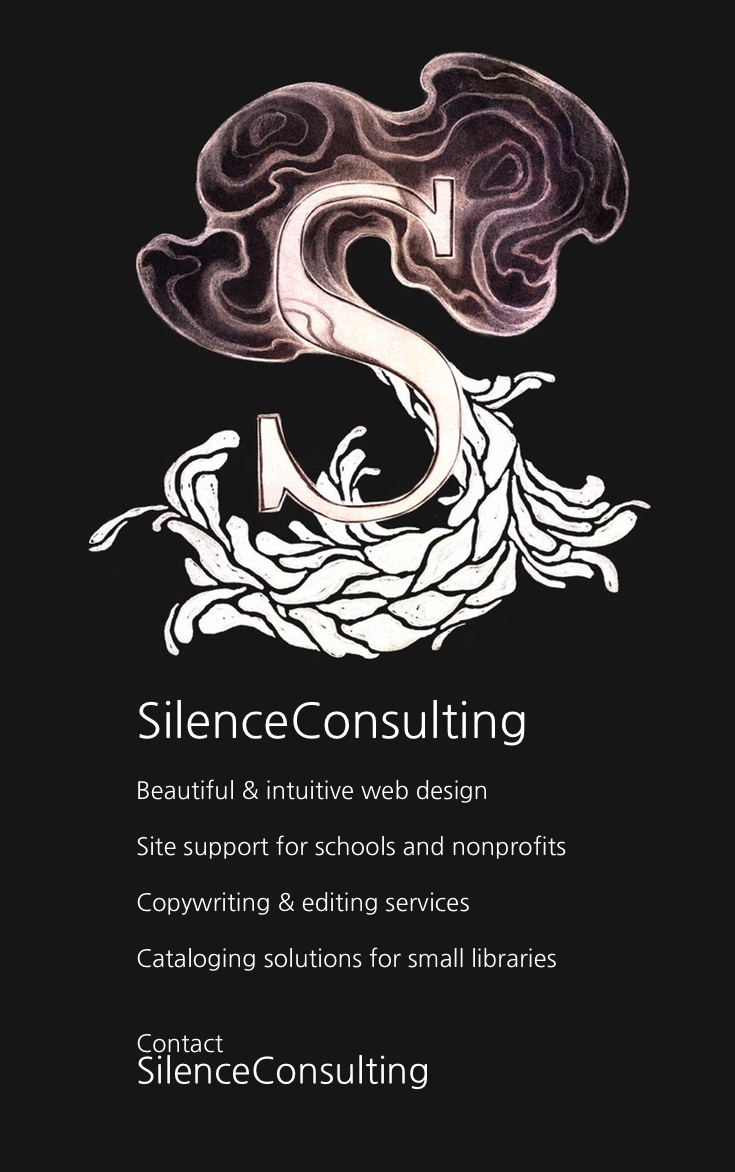 S
SilenceConsulting
Beautiful & intuitive web design
Site support for schools and nonprofits
Copywriting & editing services
Cataloging solutions for small libraries
Contact
SilenceConsulting